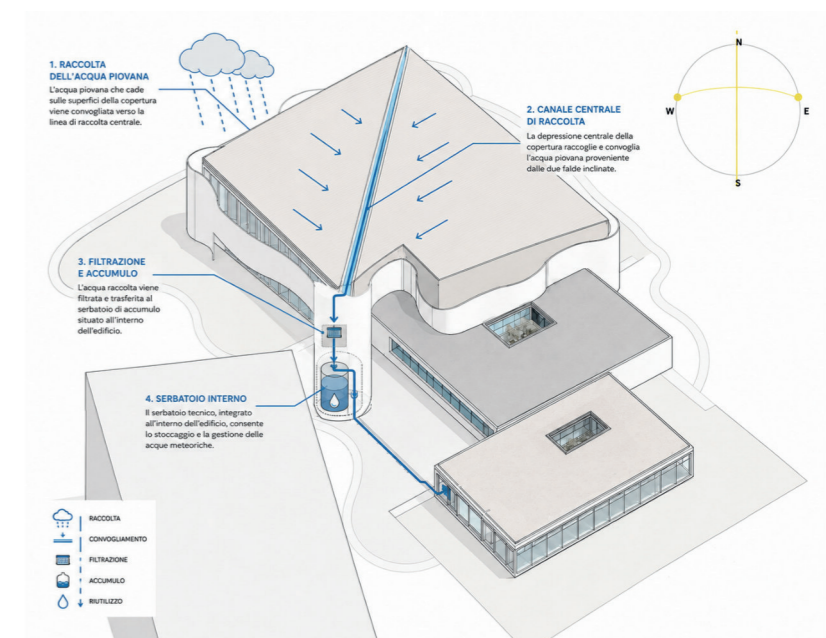 1. RACCOLTA
DELL'ACQUA PIOVANA
L'acqua piovana che cade
sulle superfici della copertura
viene convogliata verso la
linea di raccolta centrale.
2. CANALE CENTRALE
DI RACCOLTA
La depressione centrale della
copertura raccoglie e convoglia
l'acqua piovana proveniente
dalle due falde inclinate.
N
W
E
S
3. FILTRAZIONE
E ACCUMULO
L'acqua raccolta viene
filtrata e trasferita al
serbatoio di accumulo
situato all'interno
dell'edificio.
4. SERBATOIO INTERNO
Il serbatoio tecnico, integrato
all'interno dell'edificio, consente
lo stoccaggio e la gestione delle
acque meteoriche.
RACCOLTA
CONVOGLIAMENTO
FILTRAZIONE
ACCUMULO
RIUTILIZZO